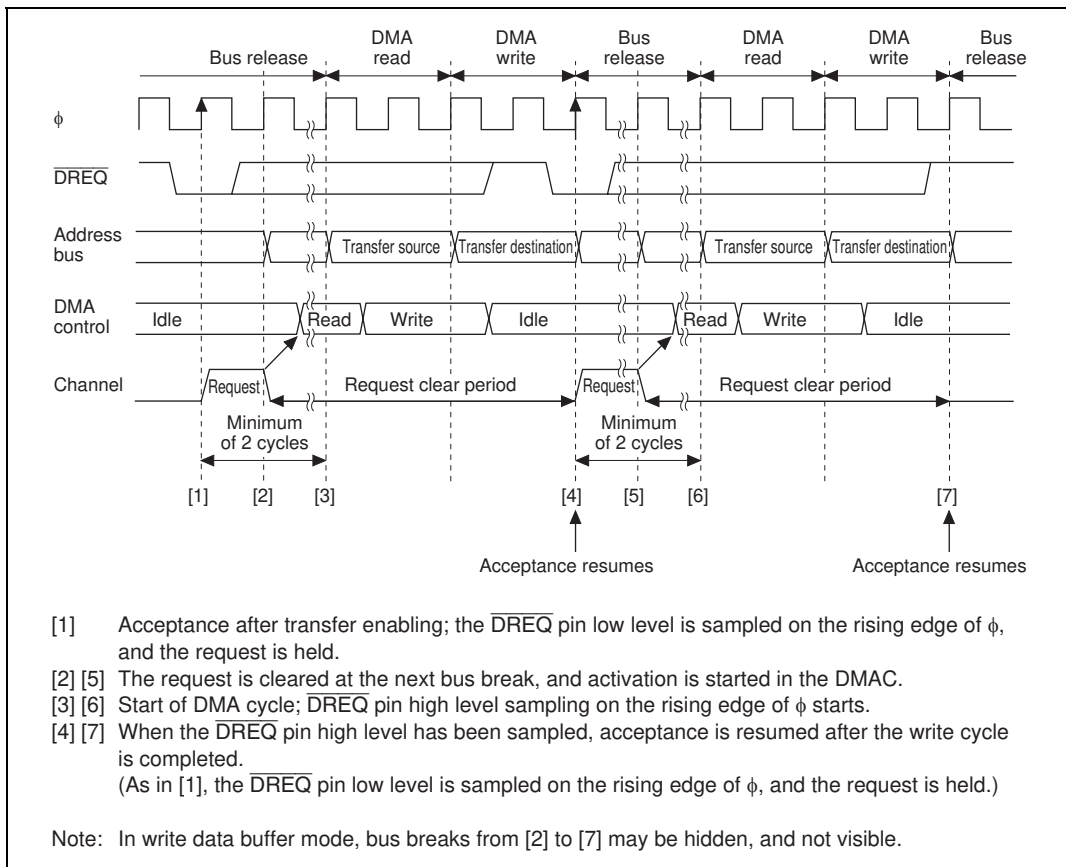 Bus release
DMA read
DMA write
Bus release
DMA read
DMA write
Bus release
φ
DREQ
Address bus
Transfer source
Transfer destination
Transfer source
Transfer destination
DMA control
Idle
Read
Write
Idle
Read
Write
Idle
Channel
Request
Request clear period
Request
Request clear period
Minimum of 2 cycles
Minimum of 2 cycles
[1] [2] [3] [4] [5] [6] [7]
Acceptance resumes
Acceptance resumes
[1] Acceptance after transfer enabling; the DREQ pin low level is sampled on the rising edge of φ,
and the request is held.
[2] [5] The request is cleared at the next bus break, and activation is started in the DMAC.
[3] [6] Start of DMA cycle; DREQ pin high level sampling on the rising edge of φ starts.
[4] [7] When the DREQ pin high level has been sampled, acceptance is resumed after the write cycle
is completed.
(As in [1], the DREQ pin low level is sampled on the rising edge of φ, and the request is held.)
Note: In write data buffer mode, bus breaks from [2] to [7] may be hidden, and not visible.